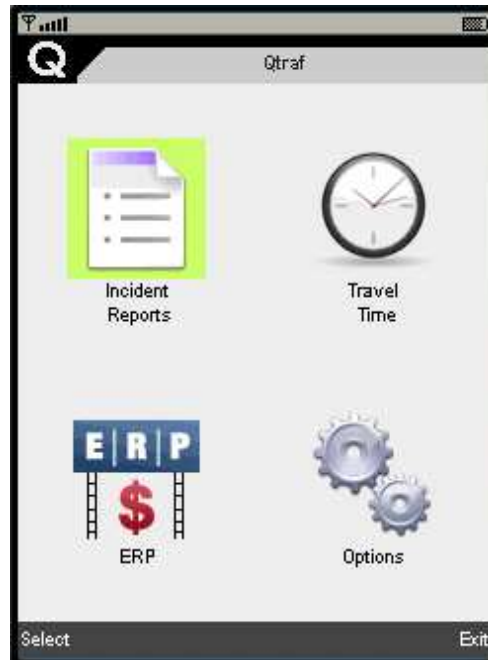 Q
Qtraf
Incident
Reports
Travel
Time
E|R|P
$
ERP
Options
Select
Exit